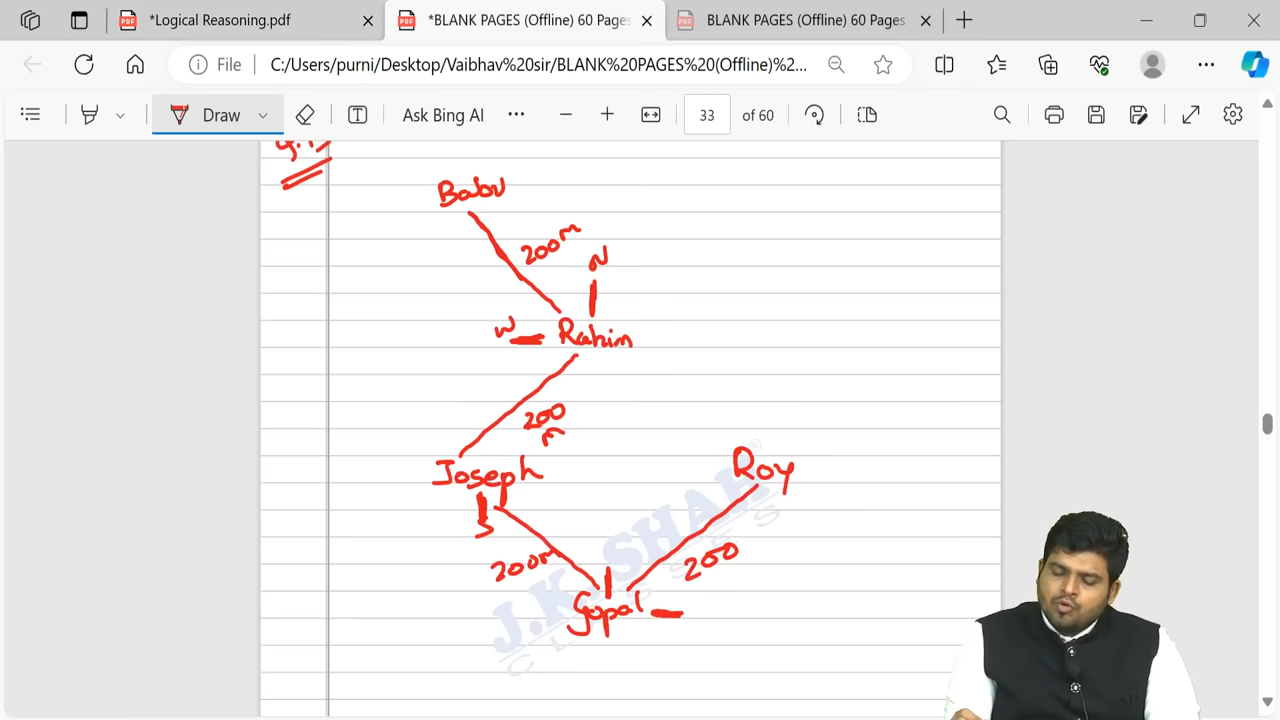 *Logical Reasoning.pdf
*BLANK PAGES (Offline) 60 Pages
BLANK PAGES (Offline) 60 Pages
File
C:/Users/purni/Desktop/Vaibhav%20sir/BLANK%20PAGES%20(Offline)%2...
Draw
Ask Bing AI
33
of 60
Babu
200m
N
W
Rahim
200
m
Joseph
Roy
S
200m
200
Gopal
J.K. SHAH®
CLASSES